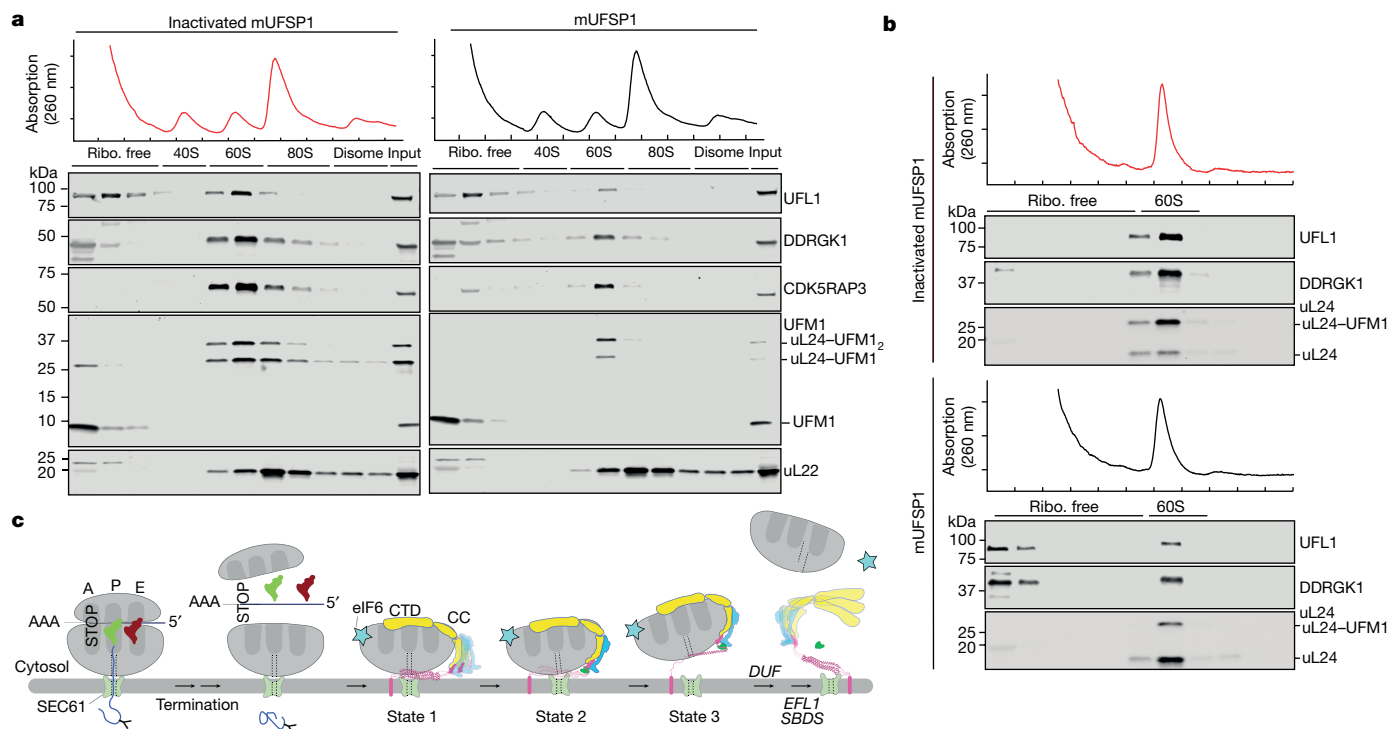 a
Inactivated mUFSP1
mUFSP1
Absorption
(260 nm)
Ribo. free 40S 60S 80S Disome Input
Ribo. free 40S 60S 80S Disome Input
kDa
100
75
UFL1
50
DDRGK1
75
50
CDK5RAP3
37
25
15
10
UFM1
uL24–UFM1₂
uL24–UFM1
UFM1
25
20
uL22
b
Inactivated mUFSP1
Absorption
(260 nm)
Ribo. free 60S
kDa
100
75
UFL1
37
DDRGK1
25
20
uL24
uL24–UFM1
uL24
mUFSP1
Absorption
(260 nm)
Ribo. free 60S
kDa
100
75
UFL1
37
DDRGK1
25
20
uL24
uL24–UFM1
uL24
c
A P E
AAA
STOP
5′
Cytosol
SEC61
Termination
AAA
STOP
5′
eIF6
CTD
CC
State 1
State 2
State 3
DUF
EFL1
SBDS